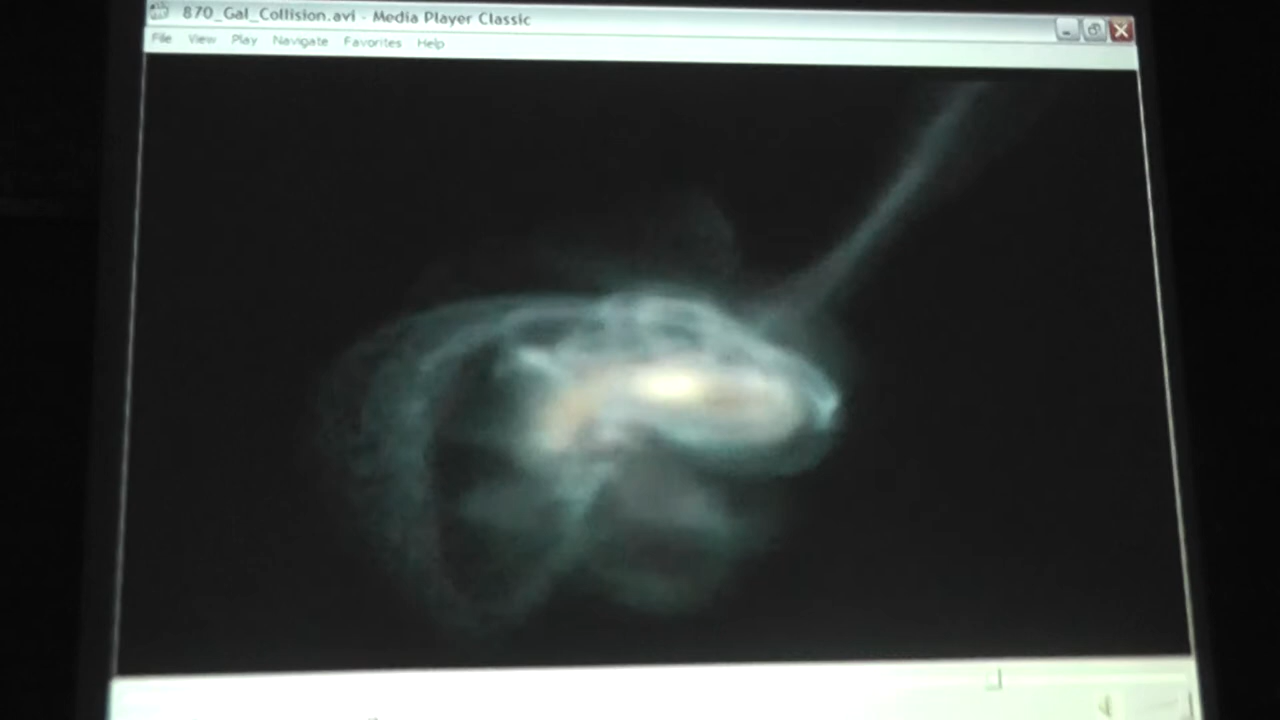 870_Gal_Collision.avi - Media Player Classic
File View Play Navigate Favorites Help